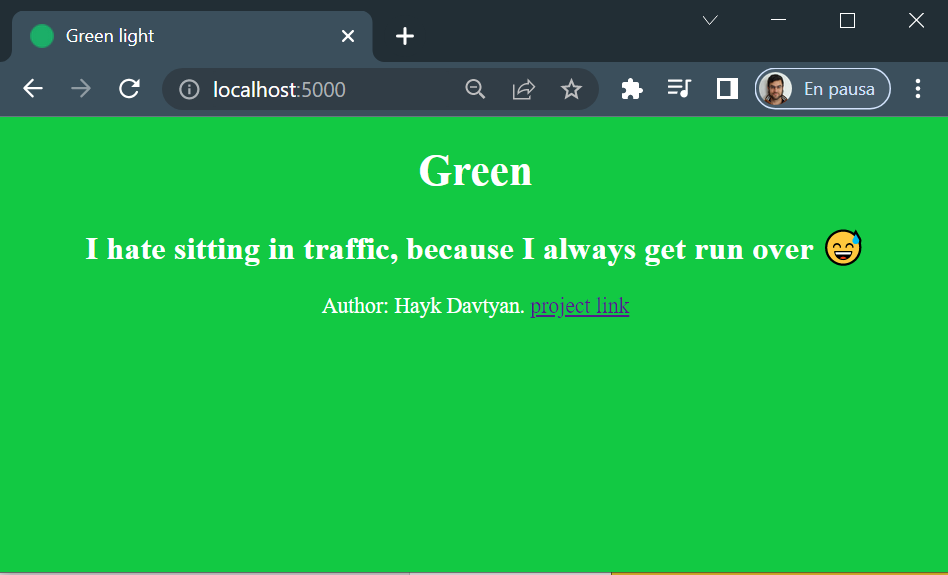 Green light
localhost:5000
En pausa
Green
I hate sitting in traffic, because I always get run over 😅
Author: Hayk Davtyan. project link